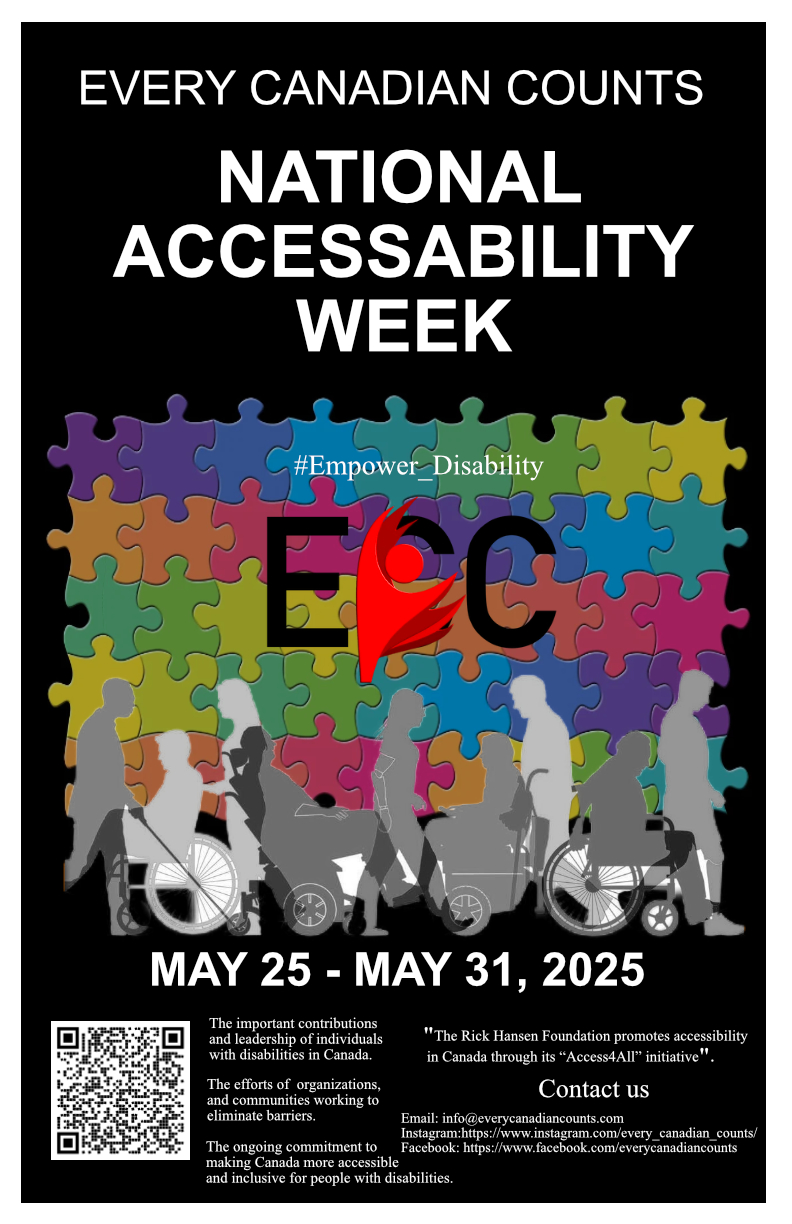 EVERY CANADIAN COUNTS
NATIONAL
ACCESSABILITY
WEEK
#Empower_Disability
ECC
MAY 25 - MAY 31, 2025
The important contributions
and leadership of individuals
with disabilities in Canada.
The efforts of  organizations,
and communities working to
eliminate barriers.
The ongoing commitment to
making Canada more accessible
and inclusive for people with disabilities.
"The Rick Hansen Foundation promotes accessibility
in Canada through its “Access4All” initiative".
Contact us
Email: info@everycanadiancounts.com
Instagram:https://www.instagram.com/every_canadian_counts/
Facebook: https://www.facebook.com/everycanadiancounts